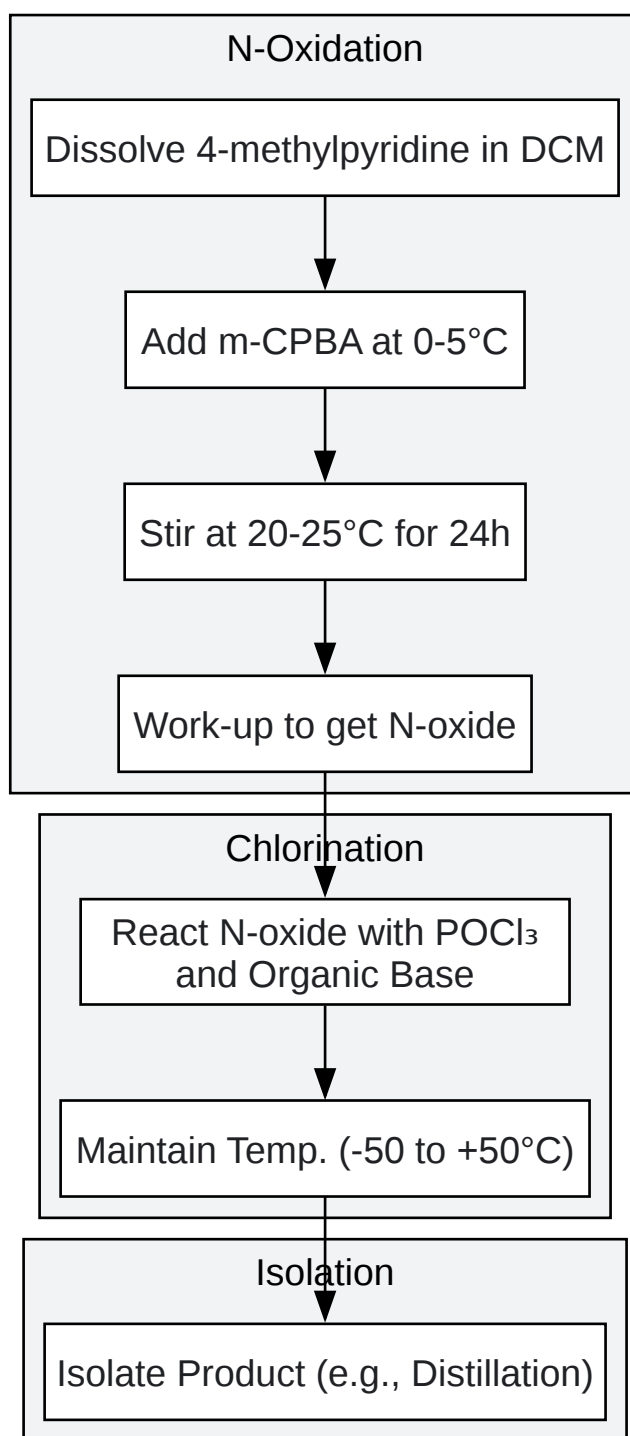 N-Oxidation
Dissolve 4-methylpyridine in DCM
Add m-CPBA at 0-5°C
Stir at 20-25°C for 24h
Work-up to get N-oxide
Chlorination
React N-oxide with POCl₃
and Organic Base
Maintain Temp. (-50 to +50°C)
Isolation
Isolate Product (e.g., Distillation)